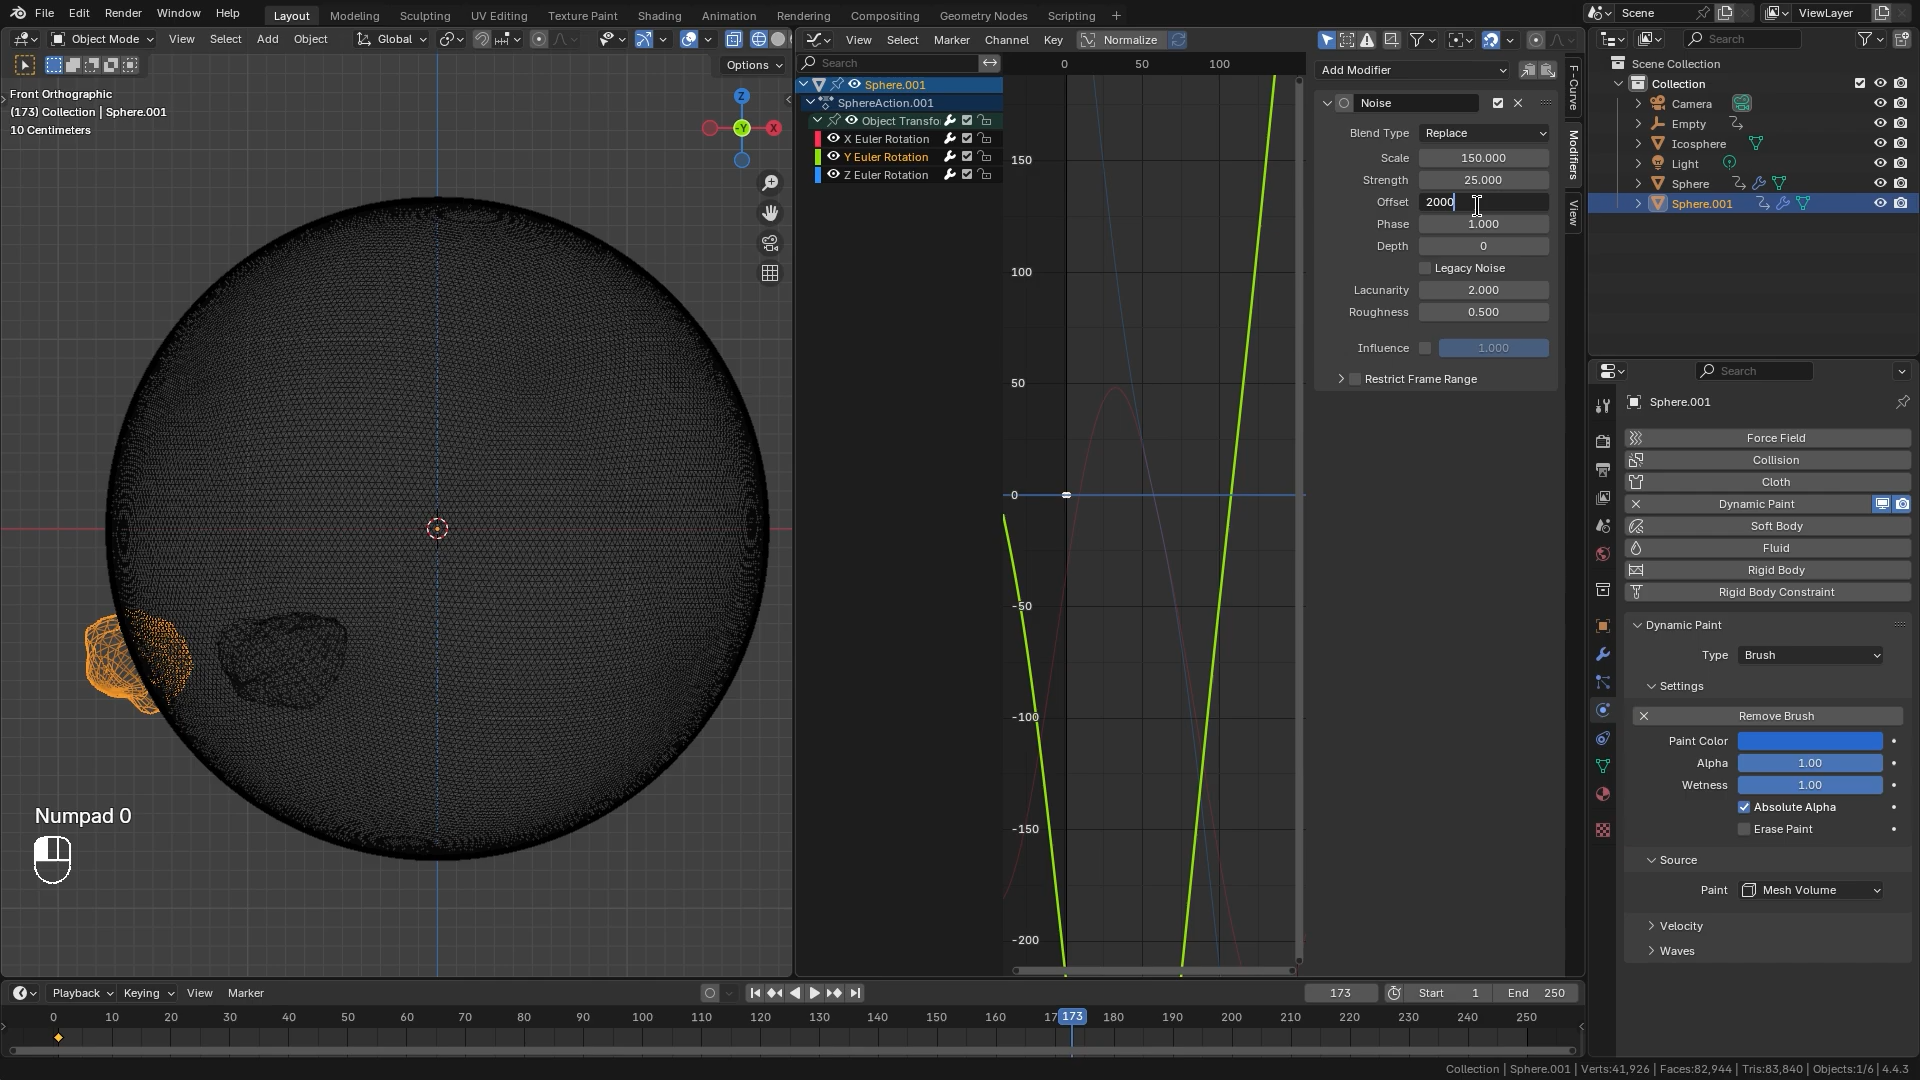 File Edit Render Window Help Layout Modeling Sculpting UV Editing Texture Paint Shading Animation Rendering Compositing Geometry Nodes Scripting + Scene ViewLayer
Object Mode View Select Add Object Global View Select Marker Channel Key Normalize Search
Options Search 0 50 100 Add Modifier Scene Collection
Front Orthographic
(173) Collection | Sphere.001
10 Centimeters
Z
-Y
X
Sphere.001
SphereAction.001
Object Transfo
X Euler Rotation
Y Euler Rotation
Z Euler Rotation
150
100
50
0
-50
-100
-150
-200
F-Curve
Modifiers
View
Noise
Blend Type Replace
Scale 150.000
Strength 25.000
Offset 2000
Phase 1.000
Depth 0
Legacy Noise
Lacunarity 2.000
Roughness 0.500
Influence 1.000
Restrict Frame Range
Collection
Camera
Empty
Icosphere
Light
Sphere
Sphere.001
Search
Sphere.001
Force Field
Collision
Cloth
Dynamic Paint
Soft Body
Fluid
Rigid Body
Rigid Body Constraint
Dynamic Paint
Type Brush
Settings
Remove Brush
Paint Color
Alpha 1.00
Wetness 1.00
Absolute Alpha
Erase Paint
Source
Paint Mesh Volume
Velocity
Waves
Numpad 0
Playback Keying View Marker 173 Start 1 End 250
0 10 20 30 40 50 60 70 80 90 100 110 120 130 140 150 160 17 173 180 190 200 210 220 230 240 250
Collection | Sphere.001 | Verts:41,926 | Faces:82,944 | Tris:83,840 | Objects:1/6 | 4.4.3